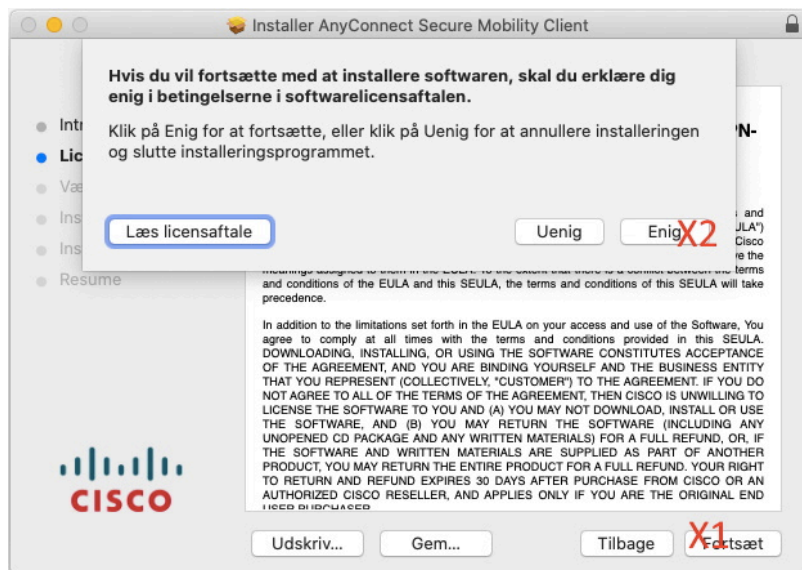 Installer AnyConnect Secure Mobility Client
Hvis du vil fortsætte med at installere softwaren, skal du erklære dig
enig i betingelserne i softwarelicensaftalen.
Klik på Enig for at fortsætte, eller klik på Uenig for at annullere installeringen
og slutte installeringsprogrammet.
Læs licensaftale
Uenig
Enig
X2
Resume
and conditions of the EULA and this SEULA, the terms and conditions of this SEULA will take
precedence.
In addition to the limitations set forth in the EULA on your access and use of the Software, You
agree to comply at all times with the terms and conditions provided in this SEULA.
DOWNLOADING, INSTALLING, OR USING THE SOFTWARE CONSTITUTES ACCEPTANCE
OF THE AGREEMENT, AND YOU ARE BINDING YOURSELF AND THE BUSINESS ENTITY
THAT YOU REPRESENT (COLLECTIVELY, "CUSTOMER") TO THE AGREEMENT. IF YOU DO
NOT AGREE TO ALL OF THE TERMS OF THE AGREEMENT, THEN CISCO IS UNWILLING TO
LICENSE THE SOFTWARE TO YOU AND (A) YOU MAY NOT DOWNLOAD, INSTALL OR USE
THE SOFTWARE, AND (B) YOU MAY RETURN THE SOFTWARE (INCLUDING ANY
UNOPENED CD PACKAGE AND ANY WRITTEN MATERIALS) FOR A FULL REFUND, OR, IF
THE SOFTWARE AND WRITTEN MATERIALS ARE SUPPLIED AS PART OF ANOTHER
PRODUCT, YOU MAY RETURN THE ENTIRE PRODUCT FOR A FULL REFUND. YOUR RIGHT
TO RETURN AND REFUND EXPIRES 30 DAYS AFTER PURCHASE FROM CISCO OR AN
AUTHORIZED CISCO RESELLER, AND APPLIES ONLY IF YOU ARE THE ORIGINAL END
USER PURCHASER
CISCO
Udskriv...
Gem...
Tilbage
X1
Fortsæt